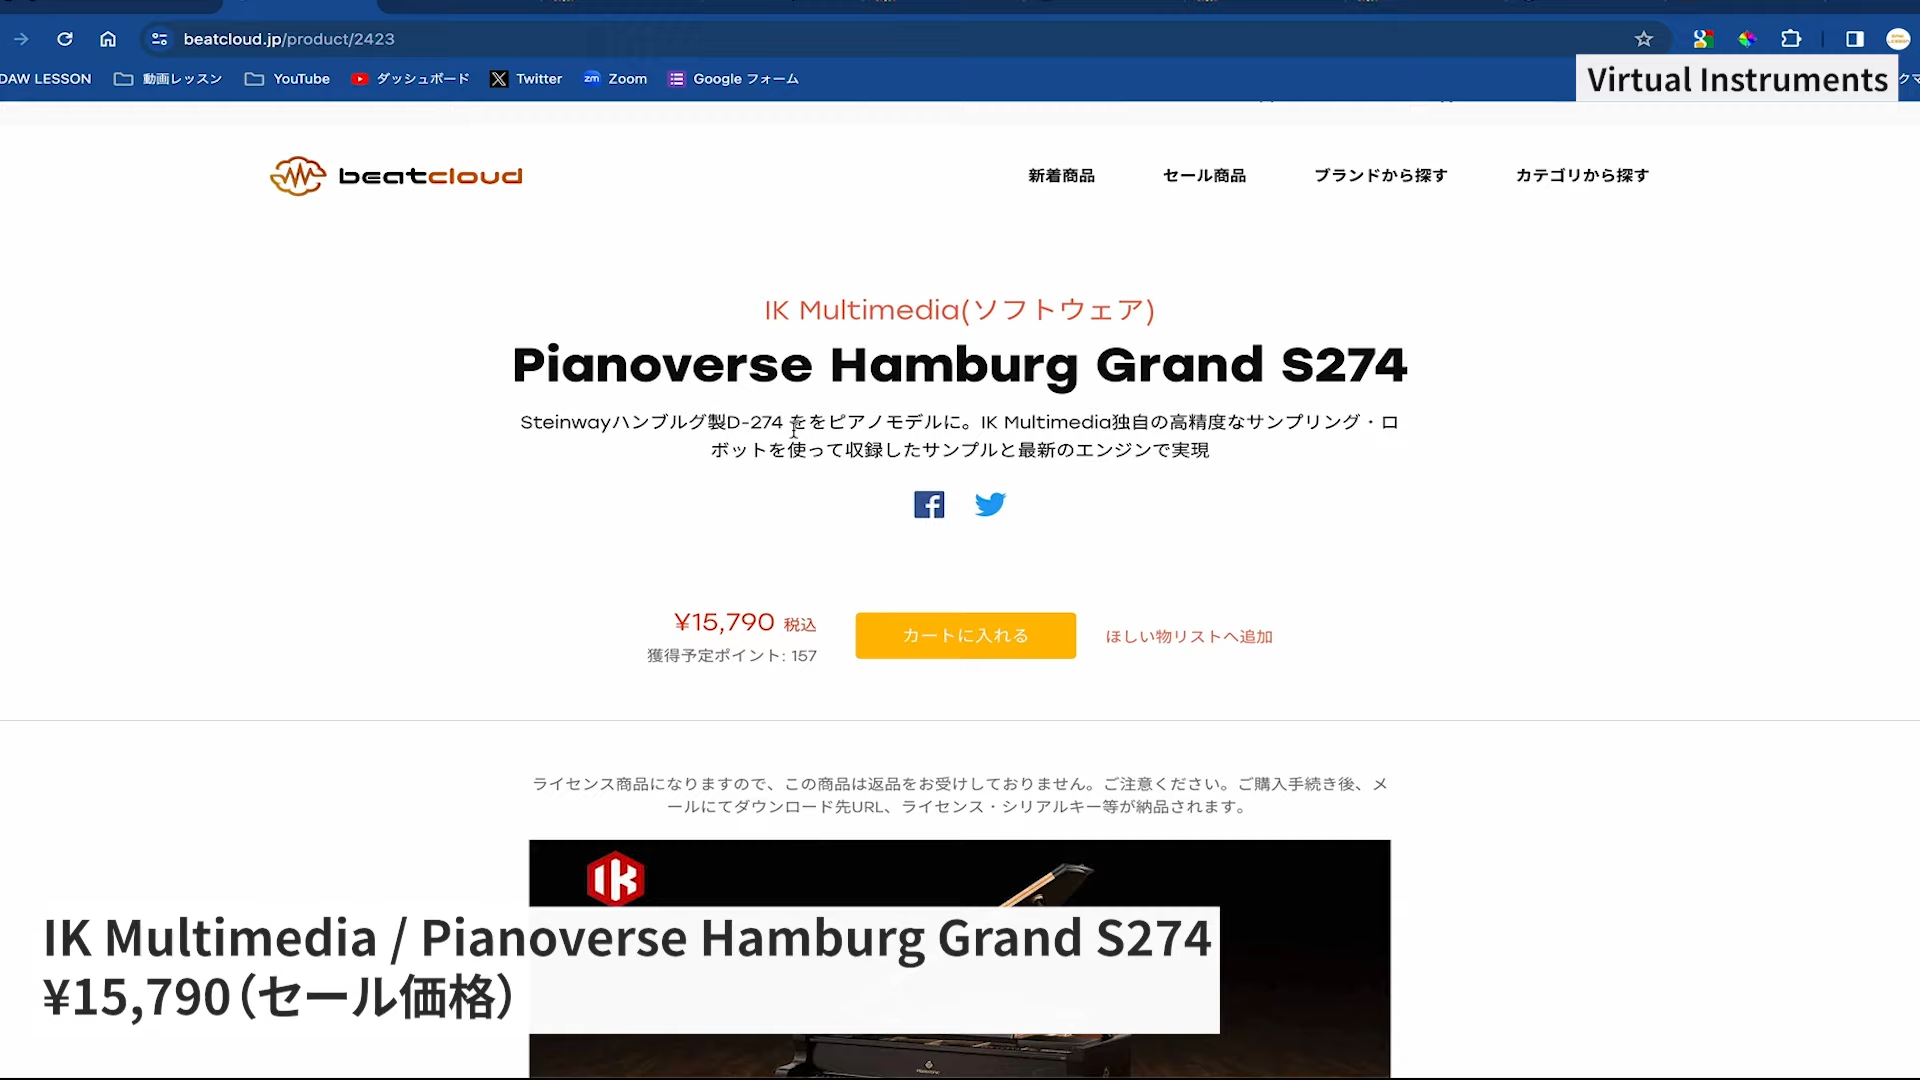 beatcloud.jp/product/2423
DAW LESSON 動画レッスン YouTube ダッシュボード Twitter zm Zoom Google フォーム
Virtual Instruments
beatcloud 新着商品 セール商品 ブランドから探す カテゴリから探す
IK Multimedia(ソフトウェア)
Pianoverse Hamburg Grand S274
Steinwayハンブルグ製D-274 ををピアノモデルに。IK Multimedia独自の高精度なサンプリング・ロ
ボットを使って収録したサンプルと最新のエンジンで実現
¥15,790 税込 カートに入れる ほしい物リストへ追加
獲得予定ポイント: 157
ライセンス商品になりますので、この商品は返品をお受けしておりません。ご注意ください。ご購入手続き後、メ
ールにてダウンロード先URL、ライセンス・シリアルキー等が納品されます。
IK
IK Multimedia / Pianoverse Hamburg Grand S274
¥15,790（セール価格）